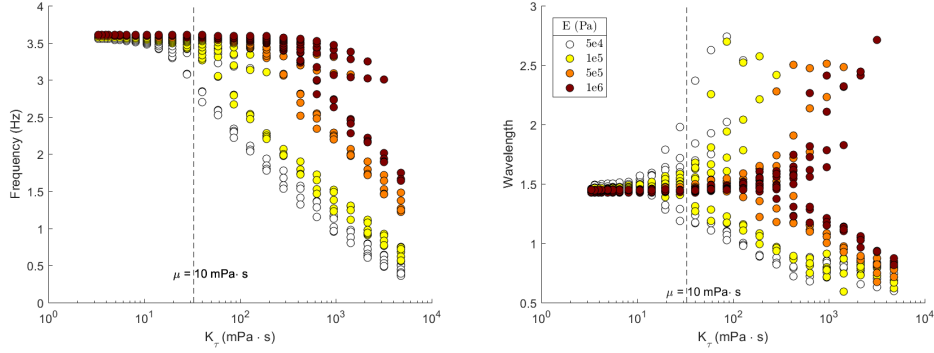 4
3.5
3
2.5
2
1.5
1
0.5
0
Frequency (Hz)
μ = 10 mPa· s
10^0
10^1
10^2
10^3
10^4
K_τ (mPa · s)
3
2.5
2
1.5
1
0.5
Wavelength
E (Pa)
5e4
1e5
5e5
1e6
μ = 10 mPa· s
10^0
10^1
10^2
10^3
10^4
K_τ (mPa · s)